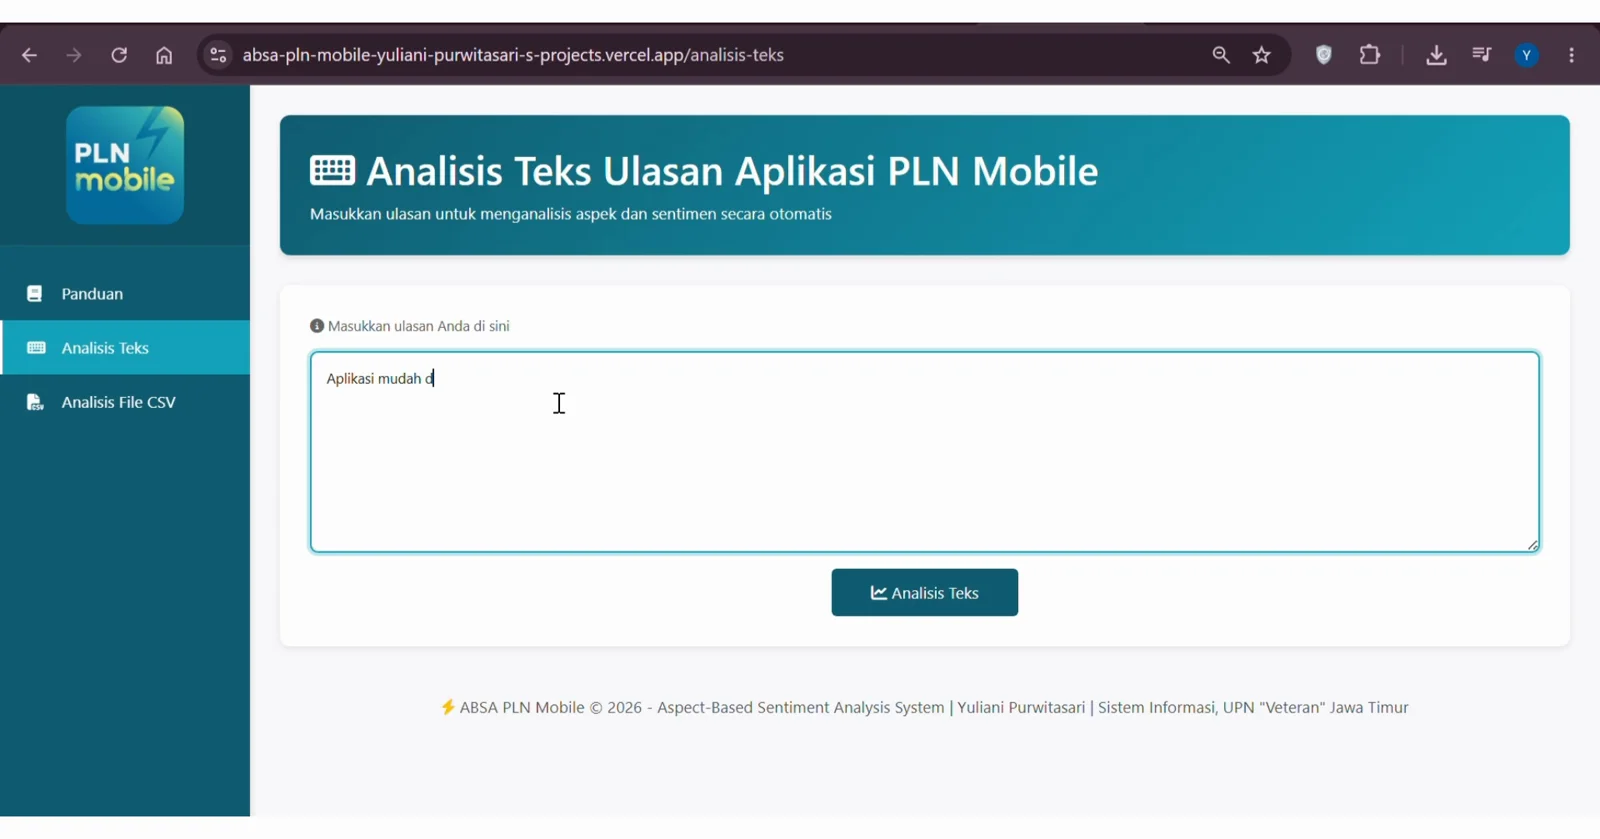 absa-pln-mobile-yuliani-purwitasari-s-projects.vercel.app/analisis-teks
Y
PLN
mobile
Panduan
Analisis Teks
CSV
Analisis File CSV
Analisis Teks Ulasan Aplikasi PLN Mobile
Masukkan ulasan untuk menganalisis aspek dan sentimen secara otomatis
Masukkan ulasan Anda di sini
Aplikasi mudah d
Analisis Teks
⚡ ABSA PLN Mobile © 2026 - Aspect-Based Sentiment Analysis System | Yuliani Purwitasari | Sistem Informasi, UPN "Veteran" Jawa Timur